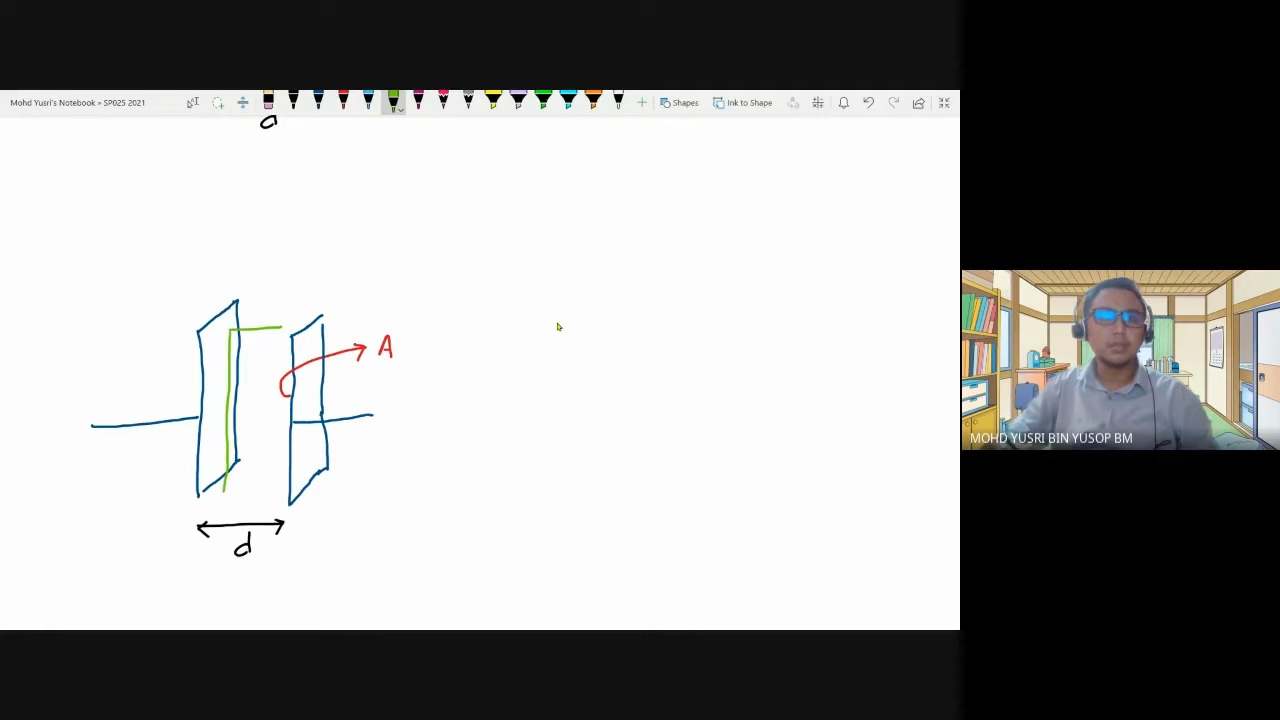 Mohd Yusri's Notebook » SP025 2021
Shapes
Ink to Shape
a
A
d
MOHD YUSRI BIN YUSOP BM